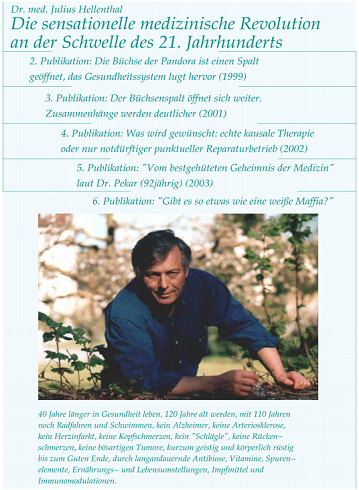 Dr. med. Julius Hellenthal
Die sensationelle medizinische Revolution
an der Schwelle des 21. Jahrhunderts
2. Publikation: Die Büchse der Pandora ist einen Spalt
geöffnet, das Gesundheitssystem lugt hervor (1999)
3. Publikation: Der Büchsenspalt öffnet sich weiter.
Zusammenhänge werden deutlicher (2001)
4. Publikation: Was wird gewünscht: echte kausale Therapie
oder nur notdürftiger punktueller Reparaturbetrieb (2002)
5. Publikation: "Vom bestgehüteten Geheimnis der Medizin"
laut Dr. Pekar (92jährig) (2003)
6. Publikation: "Gibt es so etwas wie eine weiße Maffia?"
40 Jahre länger in Gesundheit leben, 120 Jahre alt werden, mit 110 Jahren
noch Radfahren und Schwimmen, kein Alzheimer, keine Arteriosklerose,
kein Herzinfarkt, keine Kopfschmerzen, kein "Schlägle", keine Rücken–
schmerzen, keine bösartigen Tumore, kurzum geistig und körperlich rüstig
bis zum Guten Ende, durch langandauernde Antibiose, Vitamine, Spuren–
elemente, Ernährungs– und Lebensumstellungen, Impfmittel und
Immunomodulationen.